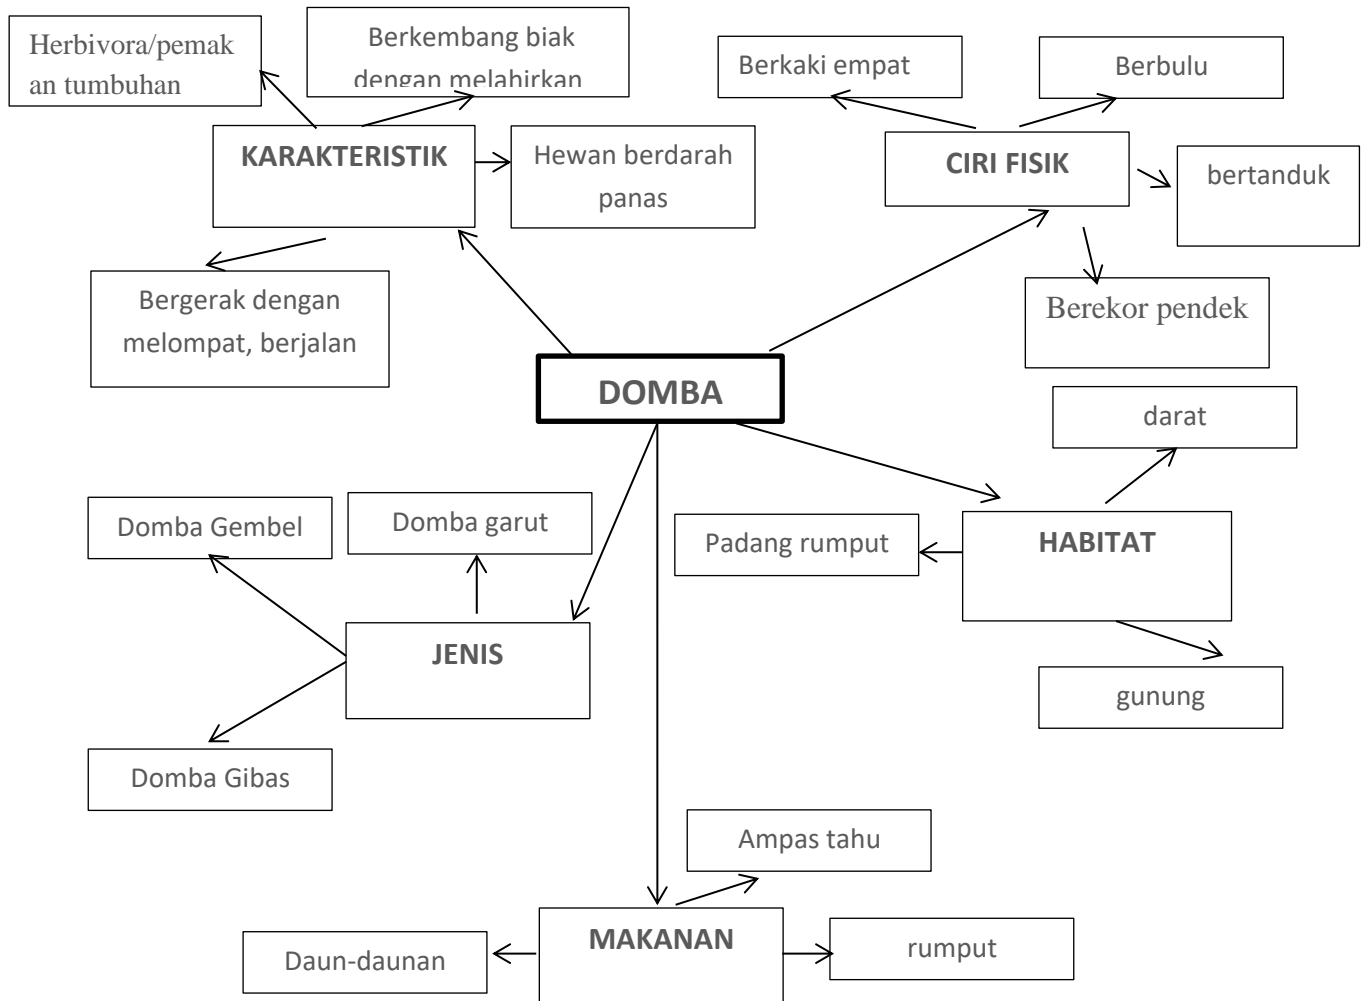 Herbivora/pemak
an tumbuhan
Berkembang biak
dengan melahirkan
KARAKTERISTIK
Hewan berdarah
panas
Bergerak dengan
melompat, berjalan
Berkaki empat
Berbulu
CIRI FISIK
bertanduk
Berekor pendek
DOMBA
darat
Padang rumput
HABITAT
gunung
Domba Gembel
Domba garut
JENIS
Domba Gibas
Ampas tahu
MAKANAN
Daun-daunan
rumput